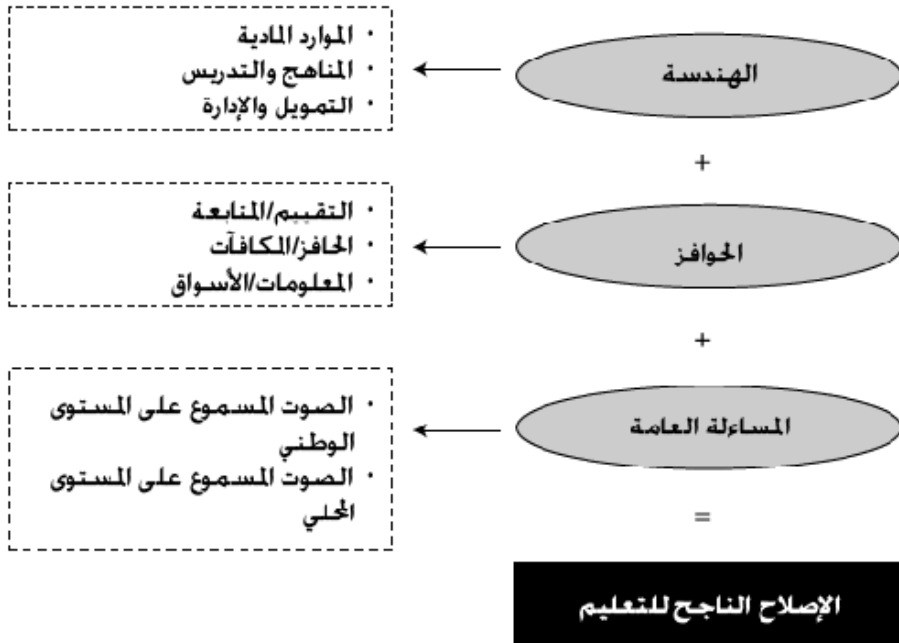 الهندسة
· الموارد المادية
· المناهج والتدريس
· التمويل والإدارة
+
الحوافز
· التقييم/المتابعة
· الحافز/المكافآت
· المعلومات/الأسواق
+
المساءلة العامة
· الصوت المسموع على المستوى
الوطني
· الصوت المسموع على المستوى
المحلي
=
الإصلاح الناجح للتعليم